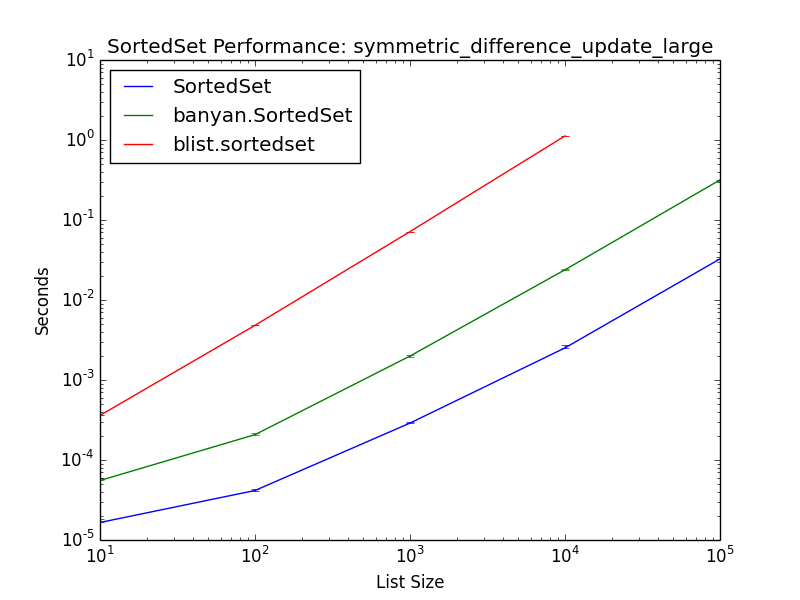 SortedSet Performance: symmetric_difference_update_large
SortedSet
banyan.SortedSet
blist.sortedset
Seconds
10^1
10^0
10^-1
10^-2
10^-3
10^-4
10^-5
10^1 10^2 10^3 10^4 10^5
List Size